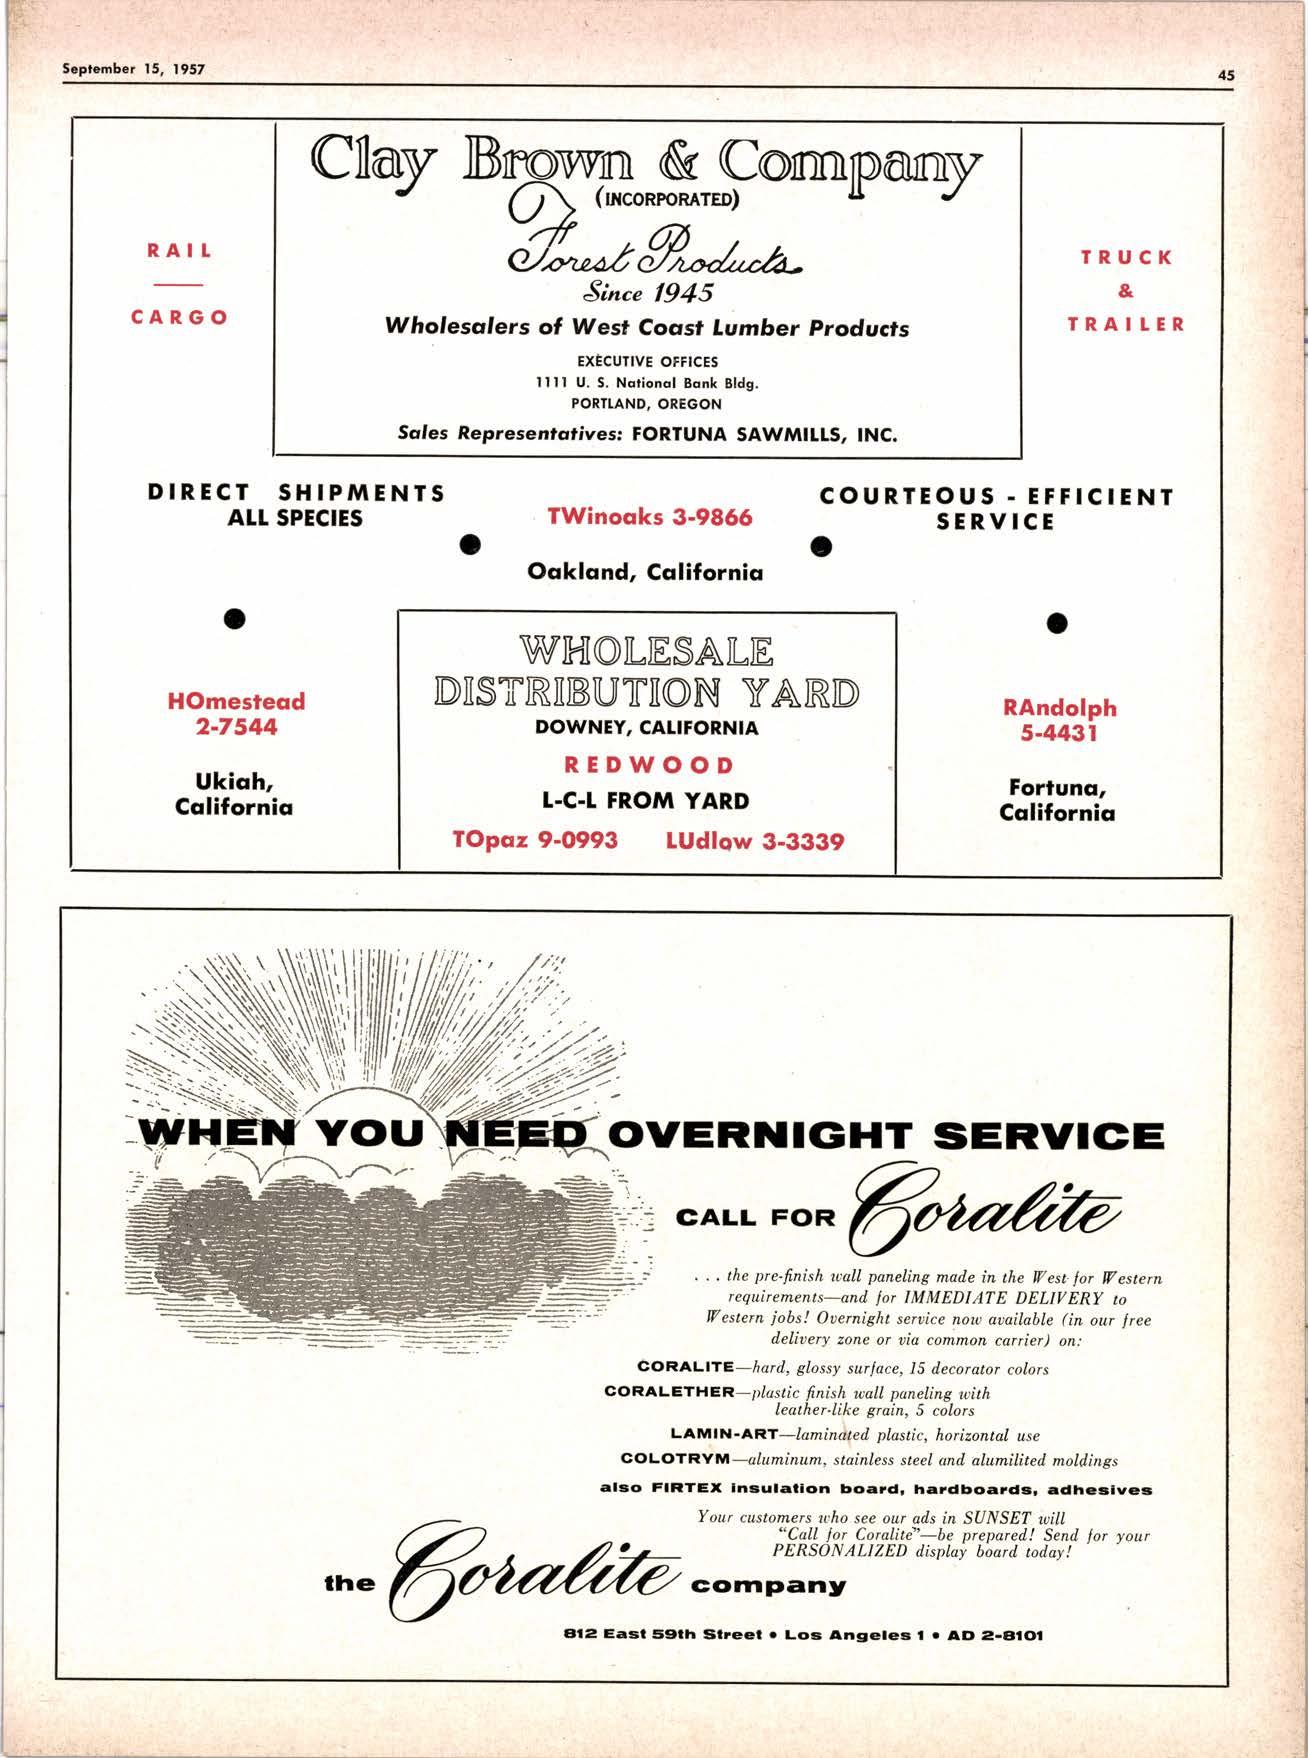 September 15, 1957
45
Clay Brown & Company
(INCORPORATED)
Forest Products
Since 1945
Wholesalers of West Coast Lumber Products
EXECUTIVE OFFICES
1111 U. S. National Bank Bldg.
PORTLAND, OREGON
Sales Representatives: FORTUNA SAWMILLS, INC.
RAIL
CARGO
TRUCK
&
TRAILER
DIRECT SHIPMENTS
ALL SPECIES
TWinoaks 3-9866
Oakland, California
COURTEOUS - EFFICIENT
SERVICE
HOmestead
2-7544
Ukiah,
California
WHOLESALE
DISTRIBUTION YARD
DOWNEY, CALIFORNIA
REDWOOD
L-C-L FROM YARD
TOpaz 9-0993 LUdlow 3-3339
RAndolph
5-4431
Fortuna,
California
WHEN YOU NEED OVERNIGHT SERVICE
CALL FOR Coralite
. . . the pre-finish wall paneling made in the West for Western
requirements—and for IMMEDIATE DELIVERY to
Western jobs! Overnight service now available (in our free
delivery zone or via common carrier) on:
CORALITE—hard, glossy surface, 15 decorator colors
CORALETHER—plastic finish wall paneling with
leather-like grain, 5 colors
LAMIN-ART—laminated plastic, horizontal use
COLOTRYM—aluminum, stainless steel and alumilited moldings
also FIRTEX insulation board, hardboards, adhesives
Your customers who see our ads in SUNSET will
"Call for Coralite"—be prepared! Send for your
PERSONALIZED display board today!
the Coralite company
812 East 59th Street • Los Angeles 1 • AD 2-8101